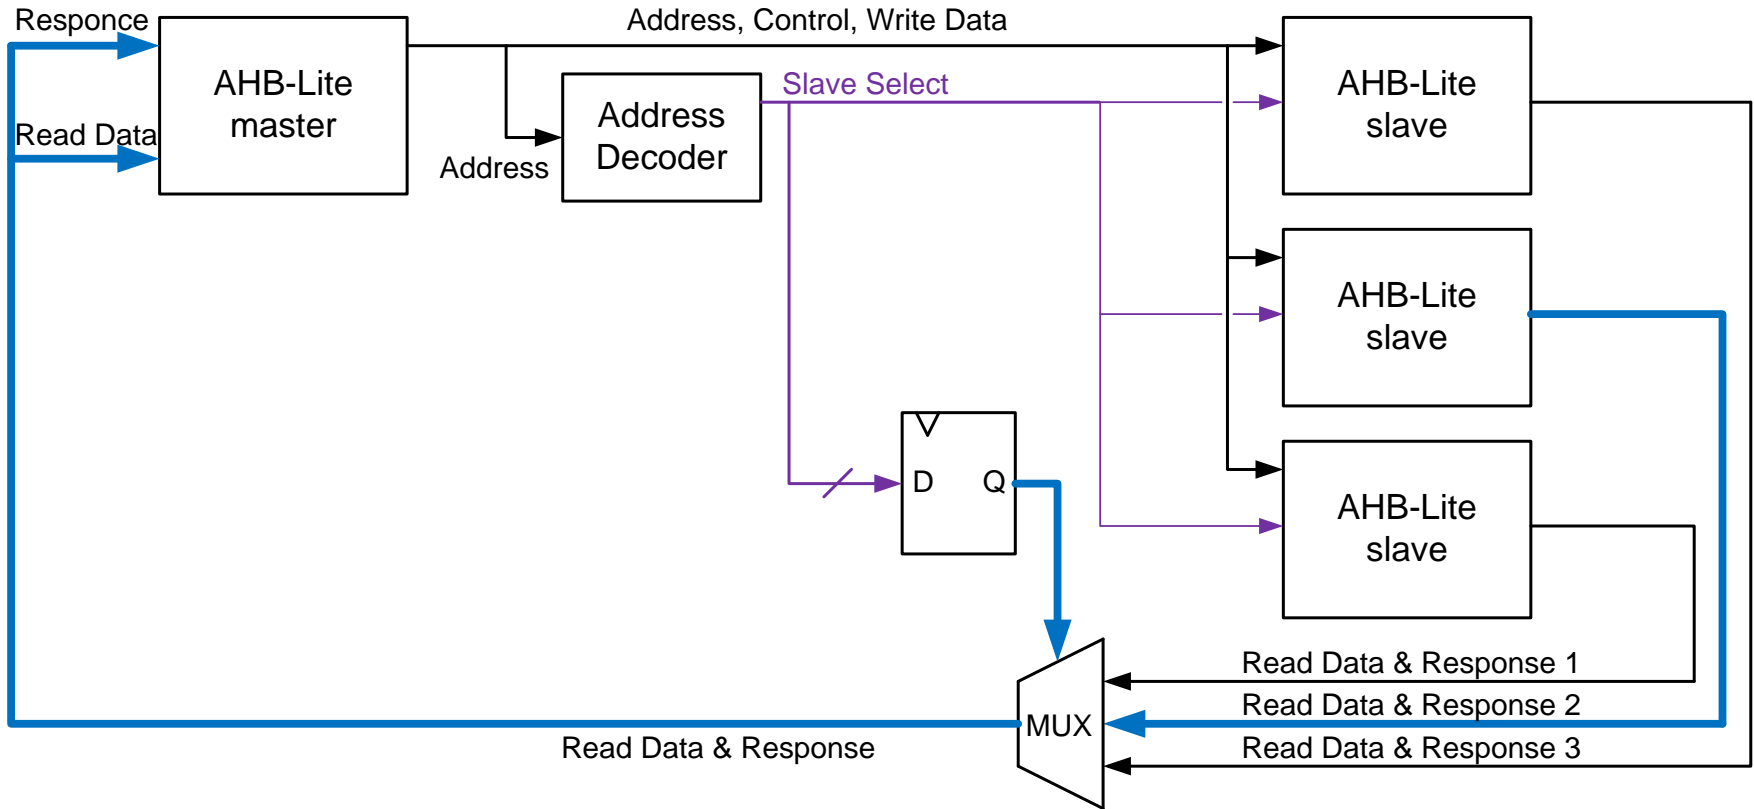 Responce
Address, Control, Write Data
AHB-Lite
master
Read Data
Address
Address
Decoder
Slave Select
AHB-Lite
slave
AHB-Lite
slave
AHB-Lite
slave
D
Q
MUX
Read Data & Response 1
Read Data & Response 2
Read Data & Response 3
Read Data & Response